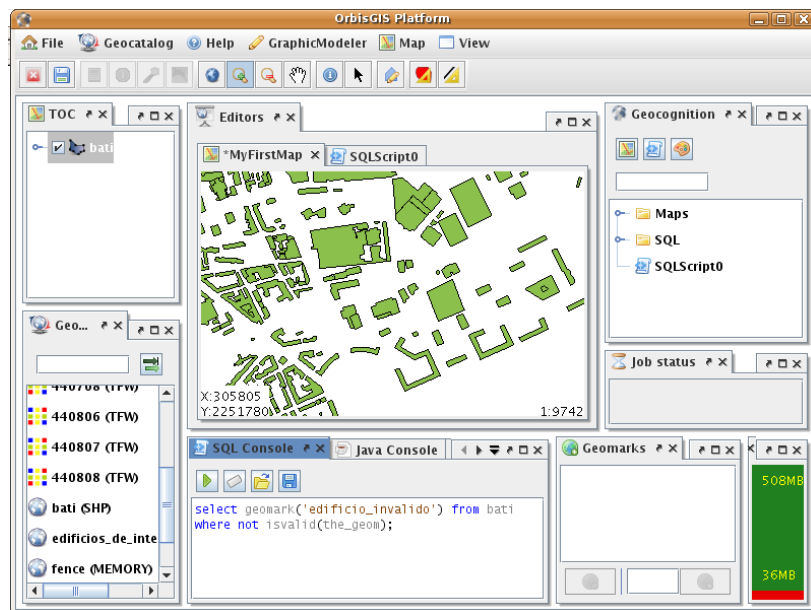 OrbisGIS Platform
File Geocatalog Help GraphicModeler Map View
TOC
bati
Editors
*MyFirstMap SQLScript0
X:305805
Y:2251780
1:9742
Geocognition
Maps
SQL
SQLScript0
Geo...
440806 (TFW)
440807 (TFW)
440808 (TFW)
bati (SHP)
edificios_de_inte
fence (MEMORY)
Job status
SQL Console Java Console
select geomark('edificio_invalido') from bati
where not isvalid(the_geom);
Geomarks
508MB
36MB